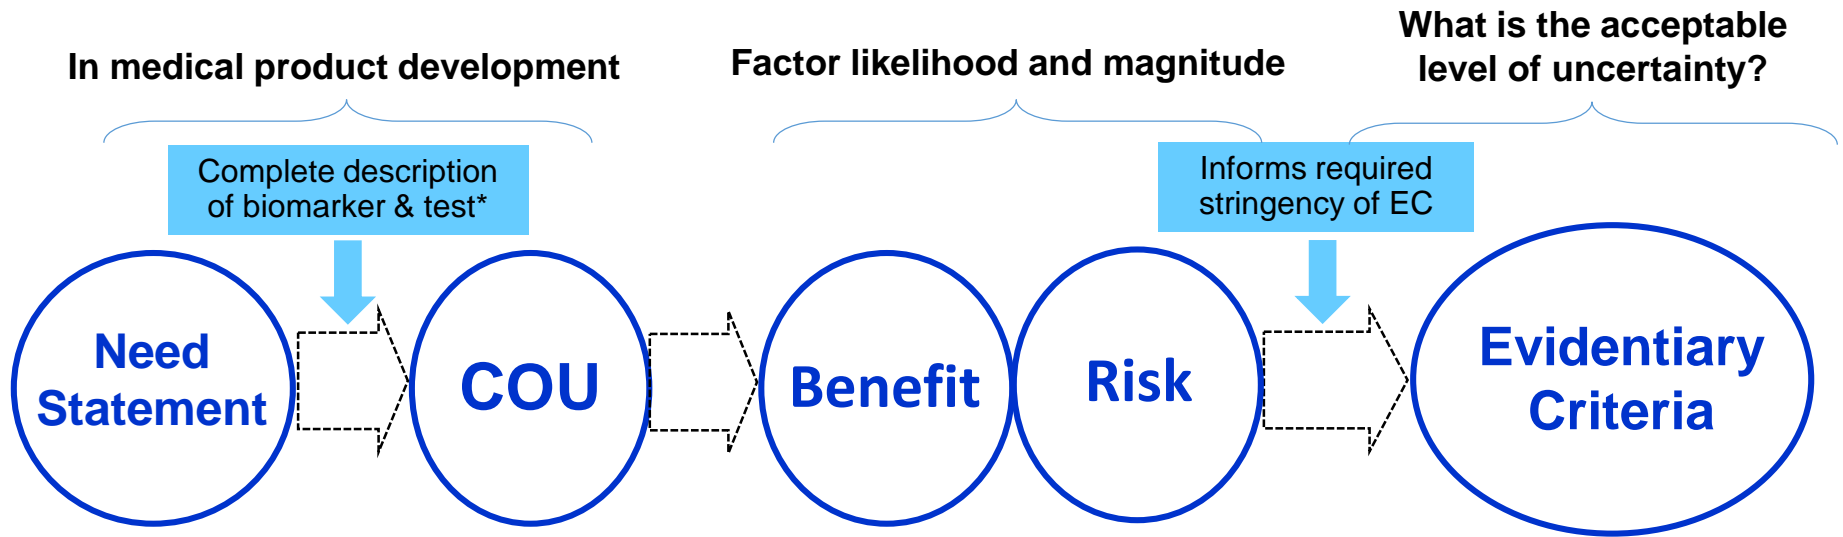 In medical product development
Factor likelihood and magnitude
What is the acceptable
level of uncertainty?
Complete description
of biomarker & test*
Informs required
stringency of EC
Need
Statement
COU
Benefit
Risk
Evidentiary
Criteria